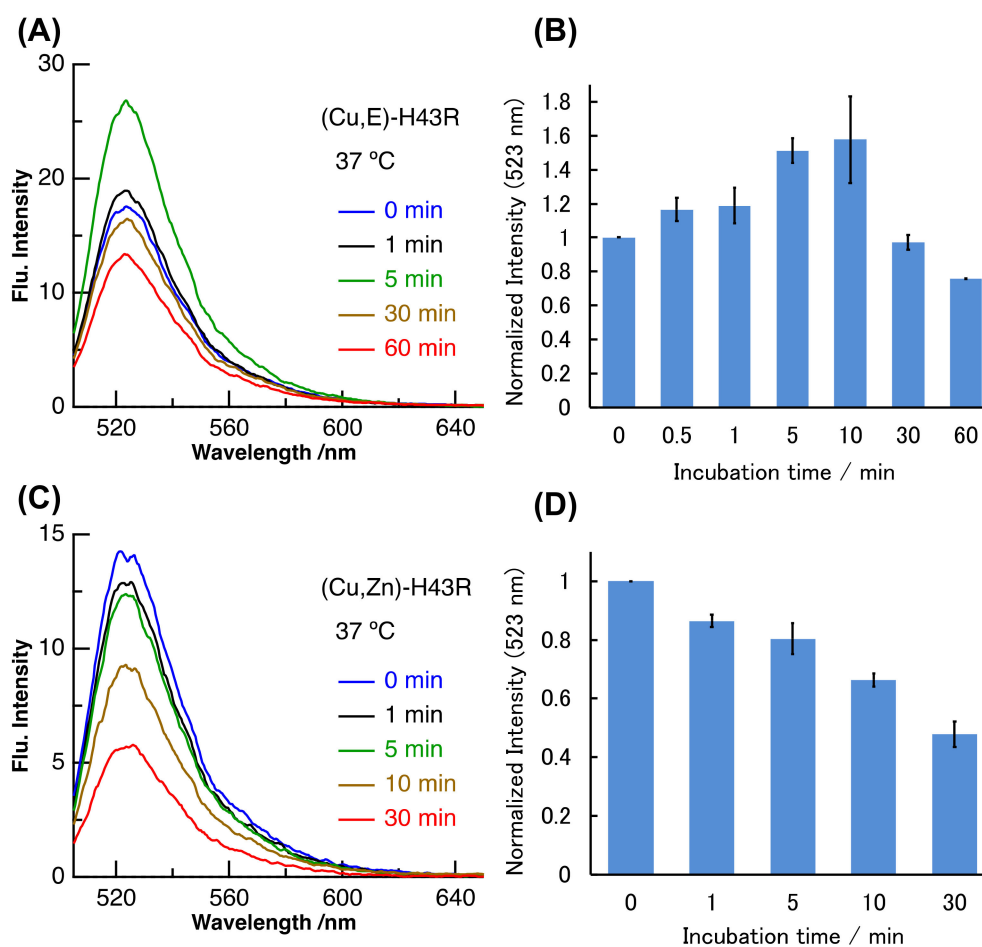 (A)
30
20
10
0
Flu. Intensity
520
560
600
640
Wavelength /nm
(Cu,E)-H43R
37 ºC
0 min
1 min
5 min
30 min
60 min
(B)
Normalized Intensity (523 nm)
1.8
1.6
1.4
1.2
1
0.8
0.6
0.4
0.2
0
0
0.5
1
5
10
30
60
Incubation time / min
(C)
15
10
5
0
Flu. Intensity
520
560
600
640
Wavelength /nm
(Cu,Zn)-H43R
37 ºC
0 min
1 min
5 min
10 min
30 min
(D)
Normalized Intensity (523 nm)
1
0.8
0.6
0.4
0.2
0
0
1
5
10
30
Incubation time / min